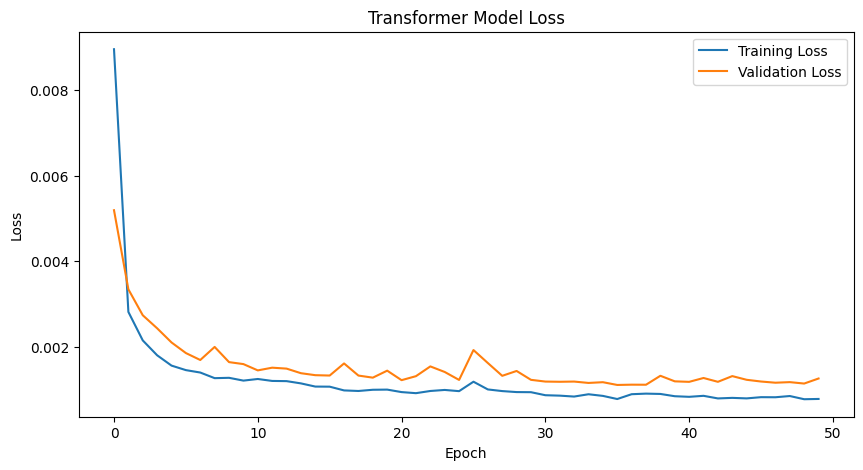 Transformer Model Loss
Training Loss
Validation Loss
0.008
0.006
0.004
0.002
Loss
0
10
20
30
40
50
Epoch